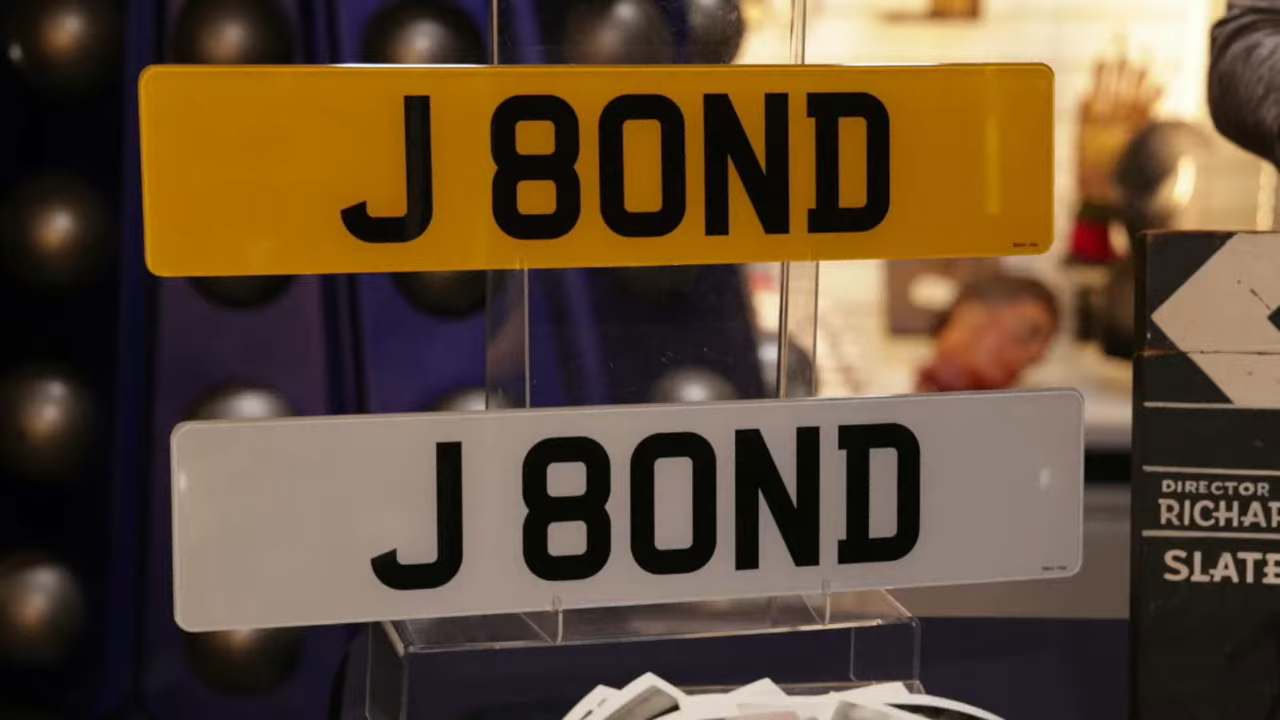 J 80ND
J 80ND
DIRECTOR
RICHAR
SLATE